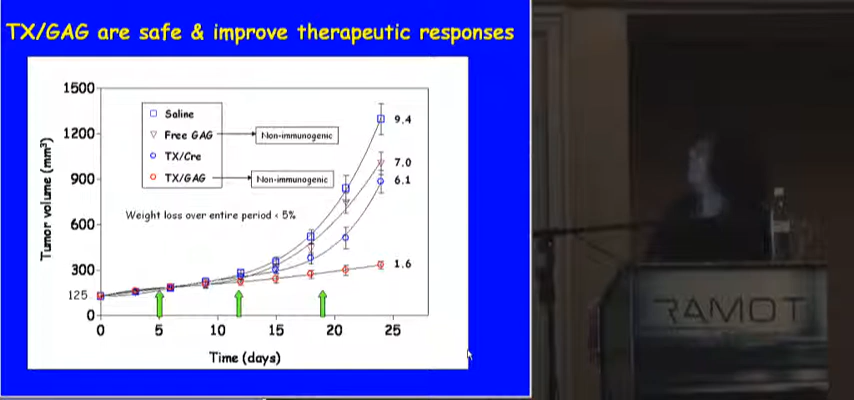 TX/GAG are safe & improve therapeutic responses
Tumor volume (mm³)
1500
1200
900
600
300
125
0
Saline
Free GAG
Non-immunogenic
TX/Cre
TX/GAG
Non-immunogenic
Weight loss over entire period < 5%
9.4
7.0
6.1
1.6
0
5
10
15
20
25
Time (days)
RAMOT